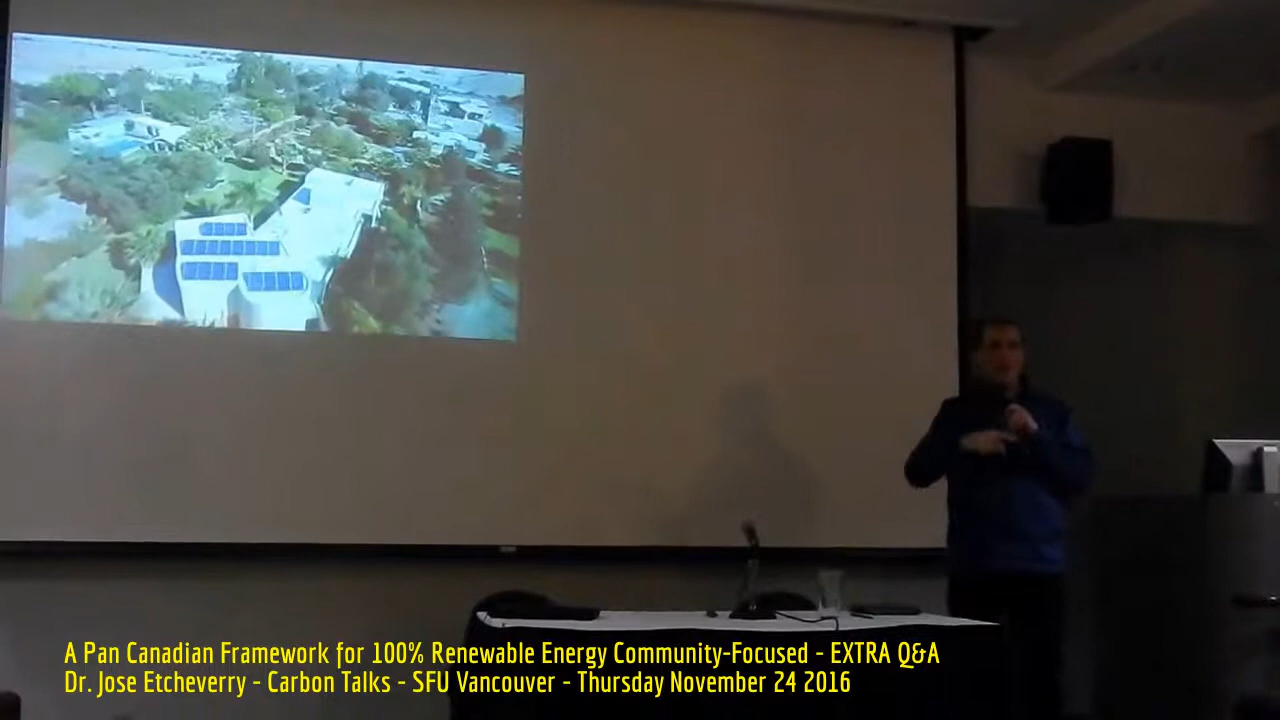 A Pan Canadian Framework for 100% Renewable Energy Community-Focused - EXTRA Q&A
Dr. Jose Etcheverry - Carbon Talks - SFU Vancouver - Thursday November 24 2016